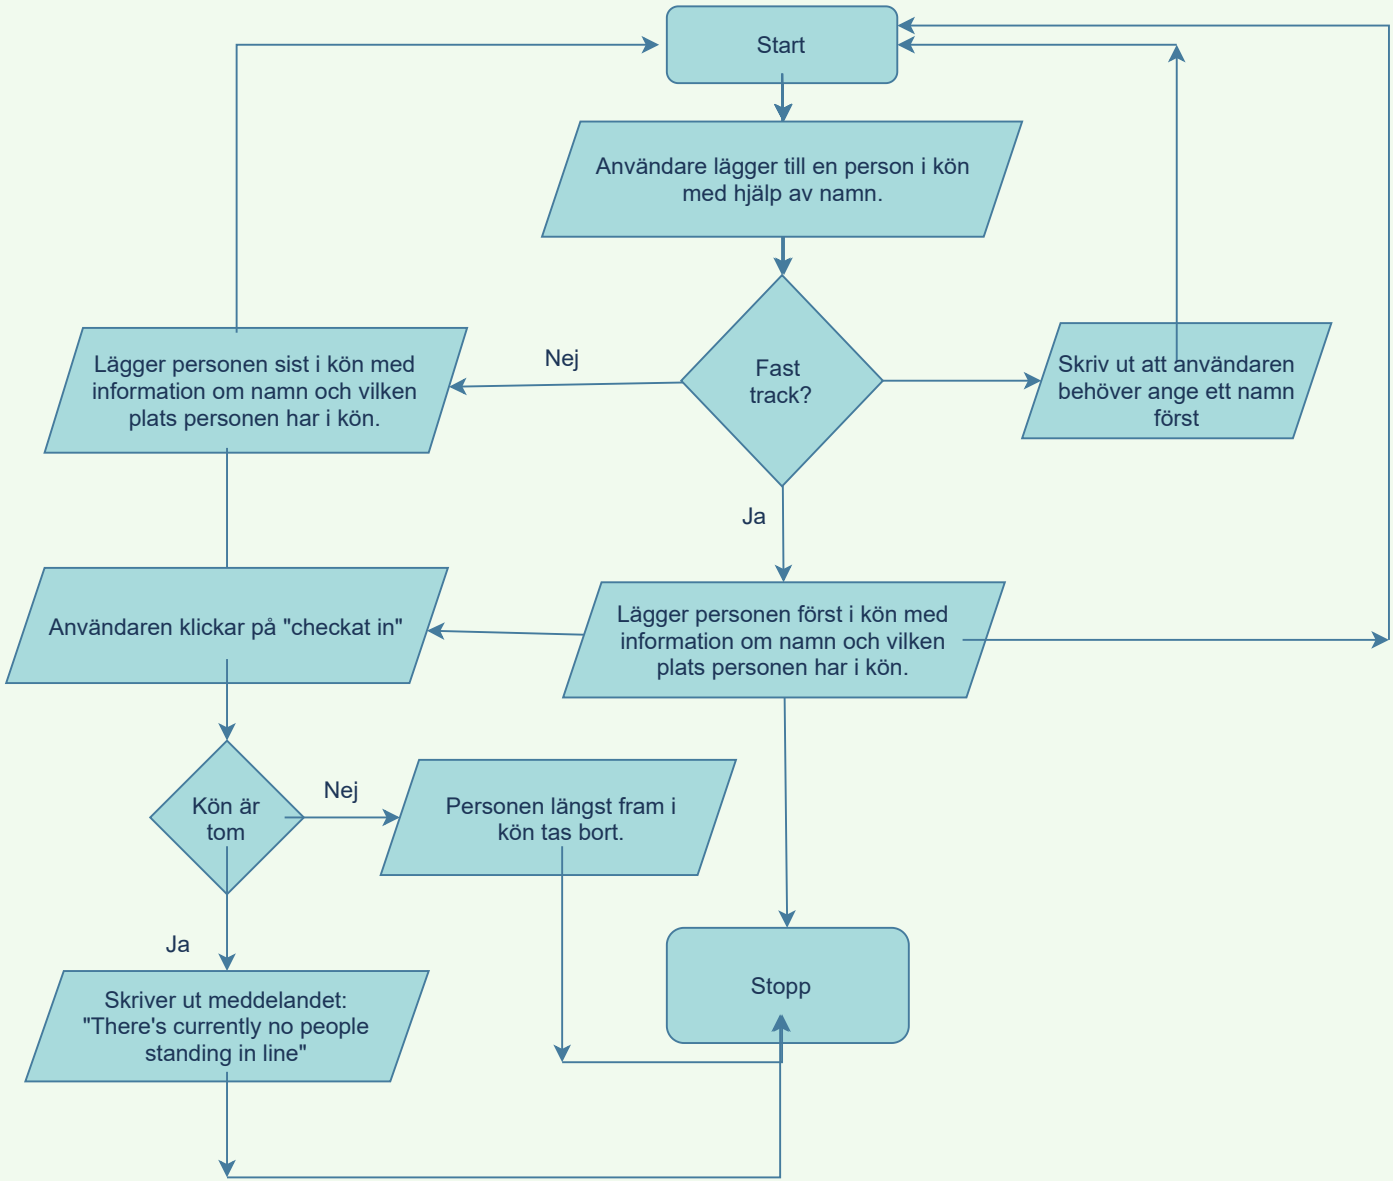 Start
Användare lägger till en person i kön
med hjälp av namn.
Fast
track?
Nej
Lägger personen sist i kön med
information om namn och vilken
plats personen har i kön.
Skriv ut att användaren
behöver ange ett namn
först
Ja
Lägger personen först i kön med
information om namn och vilken
plats personen har i kön.
Användaren klickar på "checkat in"
Kön är
tom
Nej
Personen längst fram i
kön tas bort.
Ja
Skriver ut meddelandet:
"There's currently no people
standing in line"
Stopp